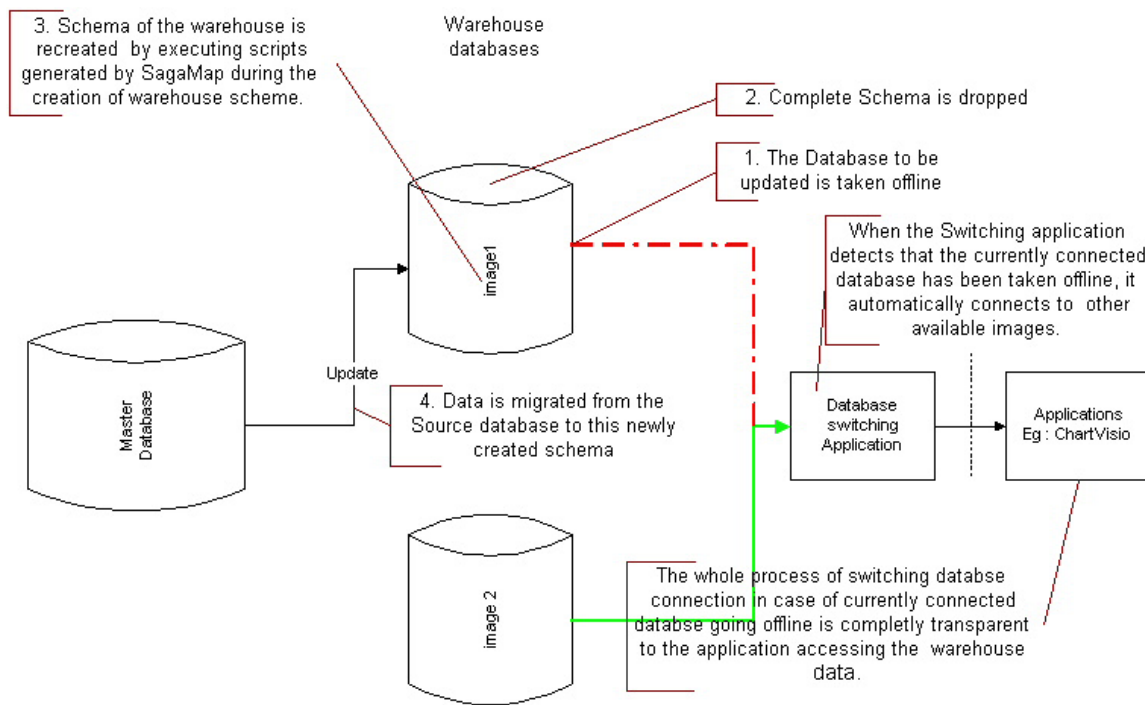 3. Schema of the warehouse is
recreated by executing scripts
generated by SagaMap during the
creation of warehouse scheme.
Warehouse
databases
2. Complete Schema is dropped
1. The Database to be
updated is taken offline
When the Switching application
detects that the currently connected
database has been taken offline, it
automatically connects to other
available images.
image1
Master
Database
Update
4. Data is migrated from the
Source database to this newly
created schema
Database
switching
Application
Applications
Eg : ChartVisio
image 2
The whole process of switching databse
connection in case of currently connected
databse going offline is completly transparent
to the application accessing the warehouse
data.